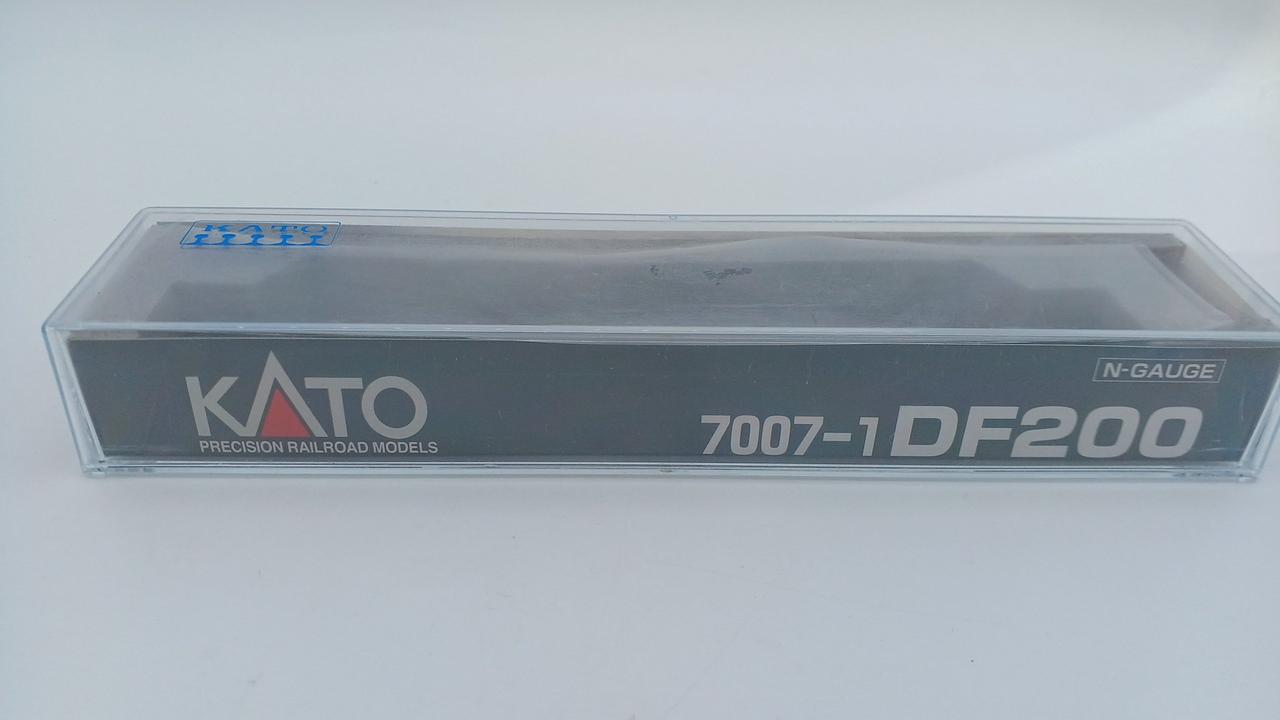 KATO
KATO
PRECISION RAILROAD MODELS
N-GAUGE
7007-1 DF200